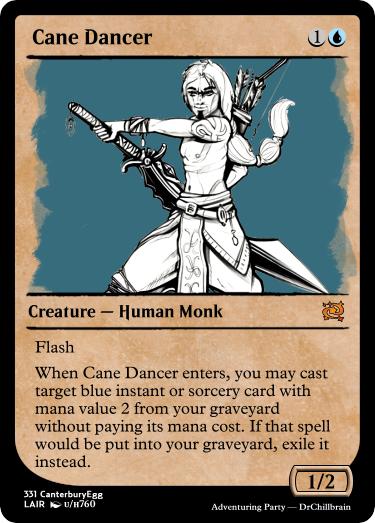 Cane Dancer 1
Creature — Human Monk
Flash
When Cane Dancer enters, you may cast
target blue instant or sorcery card with
mana value 2 from your graveyard
without paying its mana cost. If that spell
would be put into your graveyard, exile it
instead.
1/2
331 CanterburyEgg
LAIR U/H760
Adventuring Party — DrChillbrain